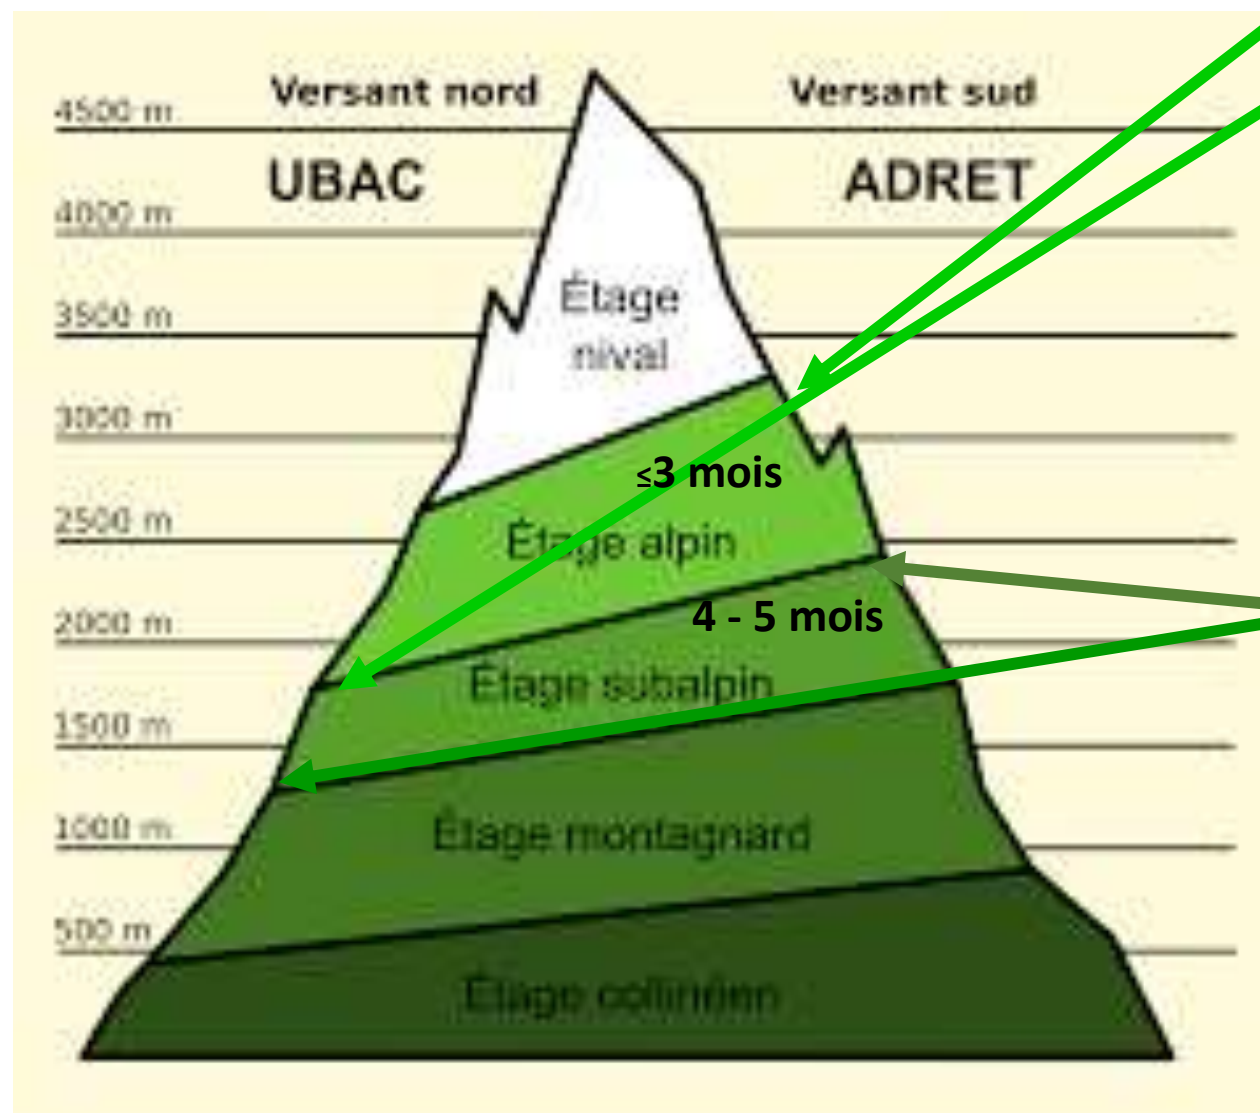 Versant nord
Versant sud
4500 m
UBAC
ADRET
4000 m
Étage
nival
3500 m
3000 m
≤3 mois
2500 m
Étage alpin
4 - 5 mois
2000 m
Étage subalpin
1500 m
1000 m
Étage montagnard
500 m
Étage collinéen